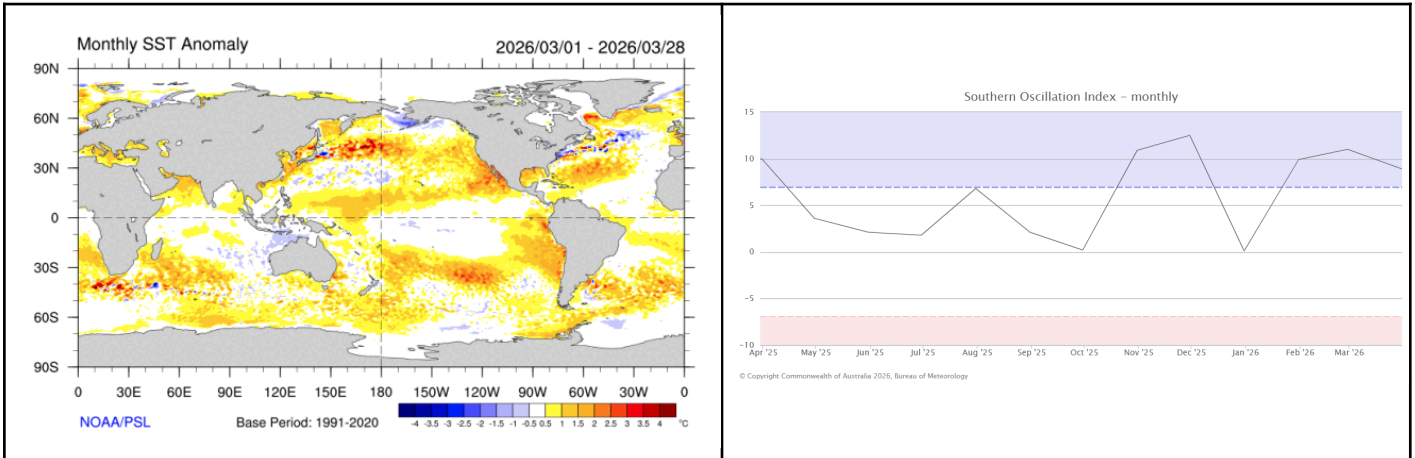 Monthly SST Anomaly 2026/03/01 - 2026/03/28
90N
60N
30N
0
30S
60S
90S
0 30E 60E 90E 120E 150E 180 150W 120W 90W 60W 30W 0
NOAA/PSL Base Period: 1991-2020
-4 -3.5 -3 -2.5 -2 -1.5 -1 -0.5 0.5 1 1.5 2 2.5 3 3.5 4 °C
Southern Oscillation Index – monthly
15
10
5
0
-5
-10
Apr '25 May '25 Jun '25 Jul '25 Aug '25 Sep '25 Oct '25 Nov '25 Dec '25 Jan '26 Feb '26 Mar '26
© Copyright Commonwealth of Australia 2026, Bureau of Meteorology